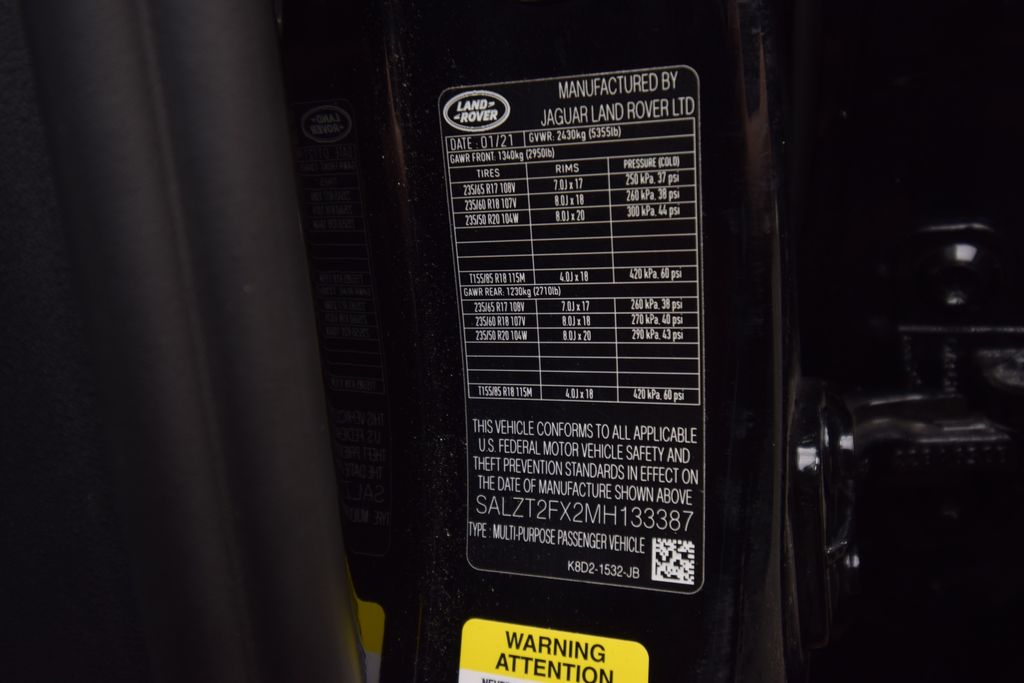 LAND ROVER
MANUFACTURED BY
JAGUAR LAND ROVER LTD
DATE : 01/21 GVWR: 2430kg (5355lb)
GAWR FRONT: 1340kg (2950lb)
TIRES RIMS PRESSURE (COLD)
235/65 R17 108V 7.0J x 17 250 kPa, 37 psi
235/60 R18 107V 8.0J x 18 260 kPa, 38 psi
235/50 R20 104W 8.0J x 20 300 kPa, 44 psi
T155/85 R18 115M 4.0J x 18 420 kPa, 60 psi
GAWR REAR: 1230kg (2710lb)
235/65 R17 108V 7.0J x 17 260 kPa, 38 psi
235/60 R18 107V 8.0J x 18 270 kPa, 40 psi
235/50 R20 104W 8.0J x 20 290 kPa, 43 psi
T155/85 R18 115M 4.0J x 18 420 kPa, 60 psi
THIS VEHICLE CONFORMS TO ALL APPLICABLE
U.S. FEDERAL MOTOR VEHICLE SAFETY AND
THEFT PREVENTION STANDARDS IN EFFECT ON
THE DATE OF MANUFACTURE SHOWN ABOVE
SALZT2FX2MH133387
TYPE : MULTI-PURPOSE PASSENGER VEHICLE
K8D2-1532-JB
WARNING
ATTENTION